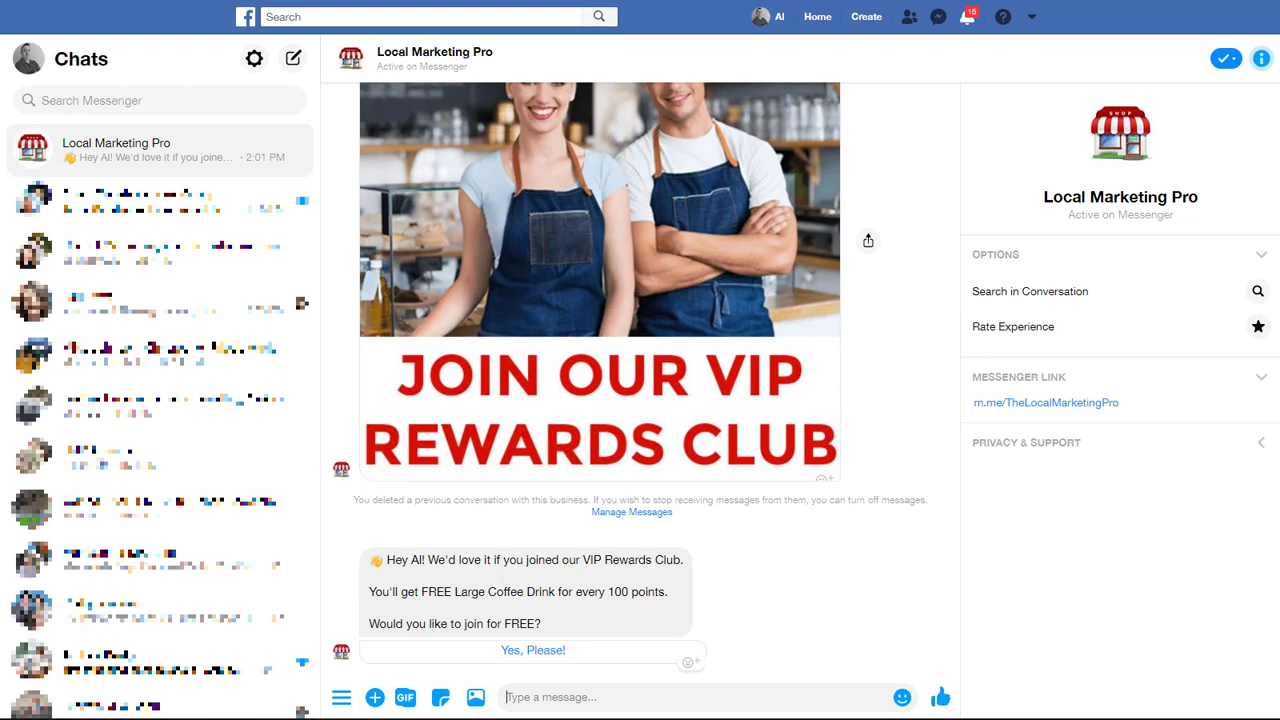 Search
Al
Home
Create
15
Chats
Search Messenger
Local Marketing Pro
👋 Hey Al! We'd love it if you joine... · 2:01 PM
Local Marketing Pro
Active on Messenger
JOIN OUR VIP
REWARDS CLUB
You deleted a previous conversation with this business. If you wish to stop receiving messages from them, you can turn off messages.
Manage Messages
👋 Hey Al! We'd love it if you joined our VIP Rewards Club.
You'll get FREE Large Coffee Drink for every 100 points.
Would you like to join for FREE?
Yes, Please!
GIF
Type a message...
SHOP
Local Marketing Pro
Active on Messenger
OPTIONS
Search in Conversation
Rate Experience
MESSENGER LINK
m.me/TheLocalMarketingPro
PRIVACY & SUPPORT